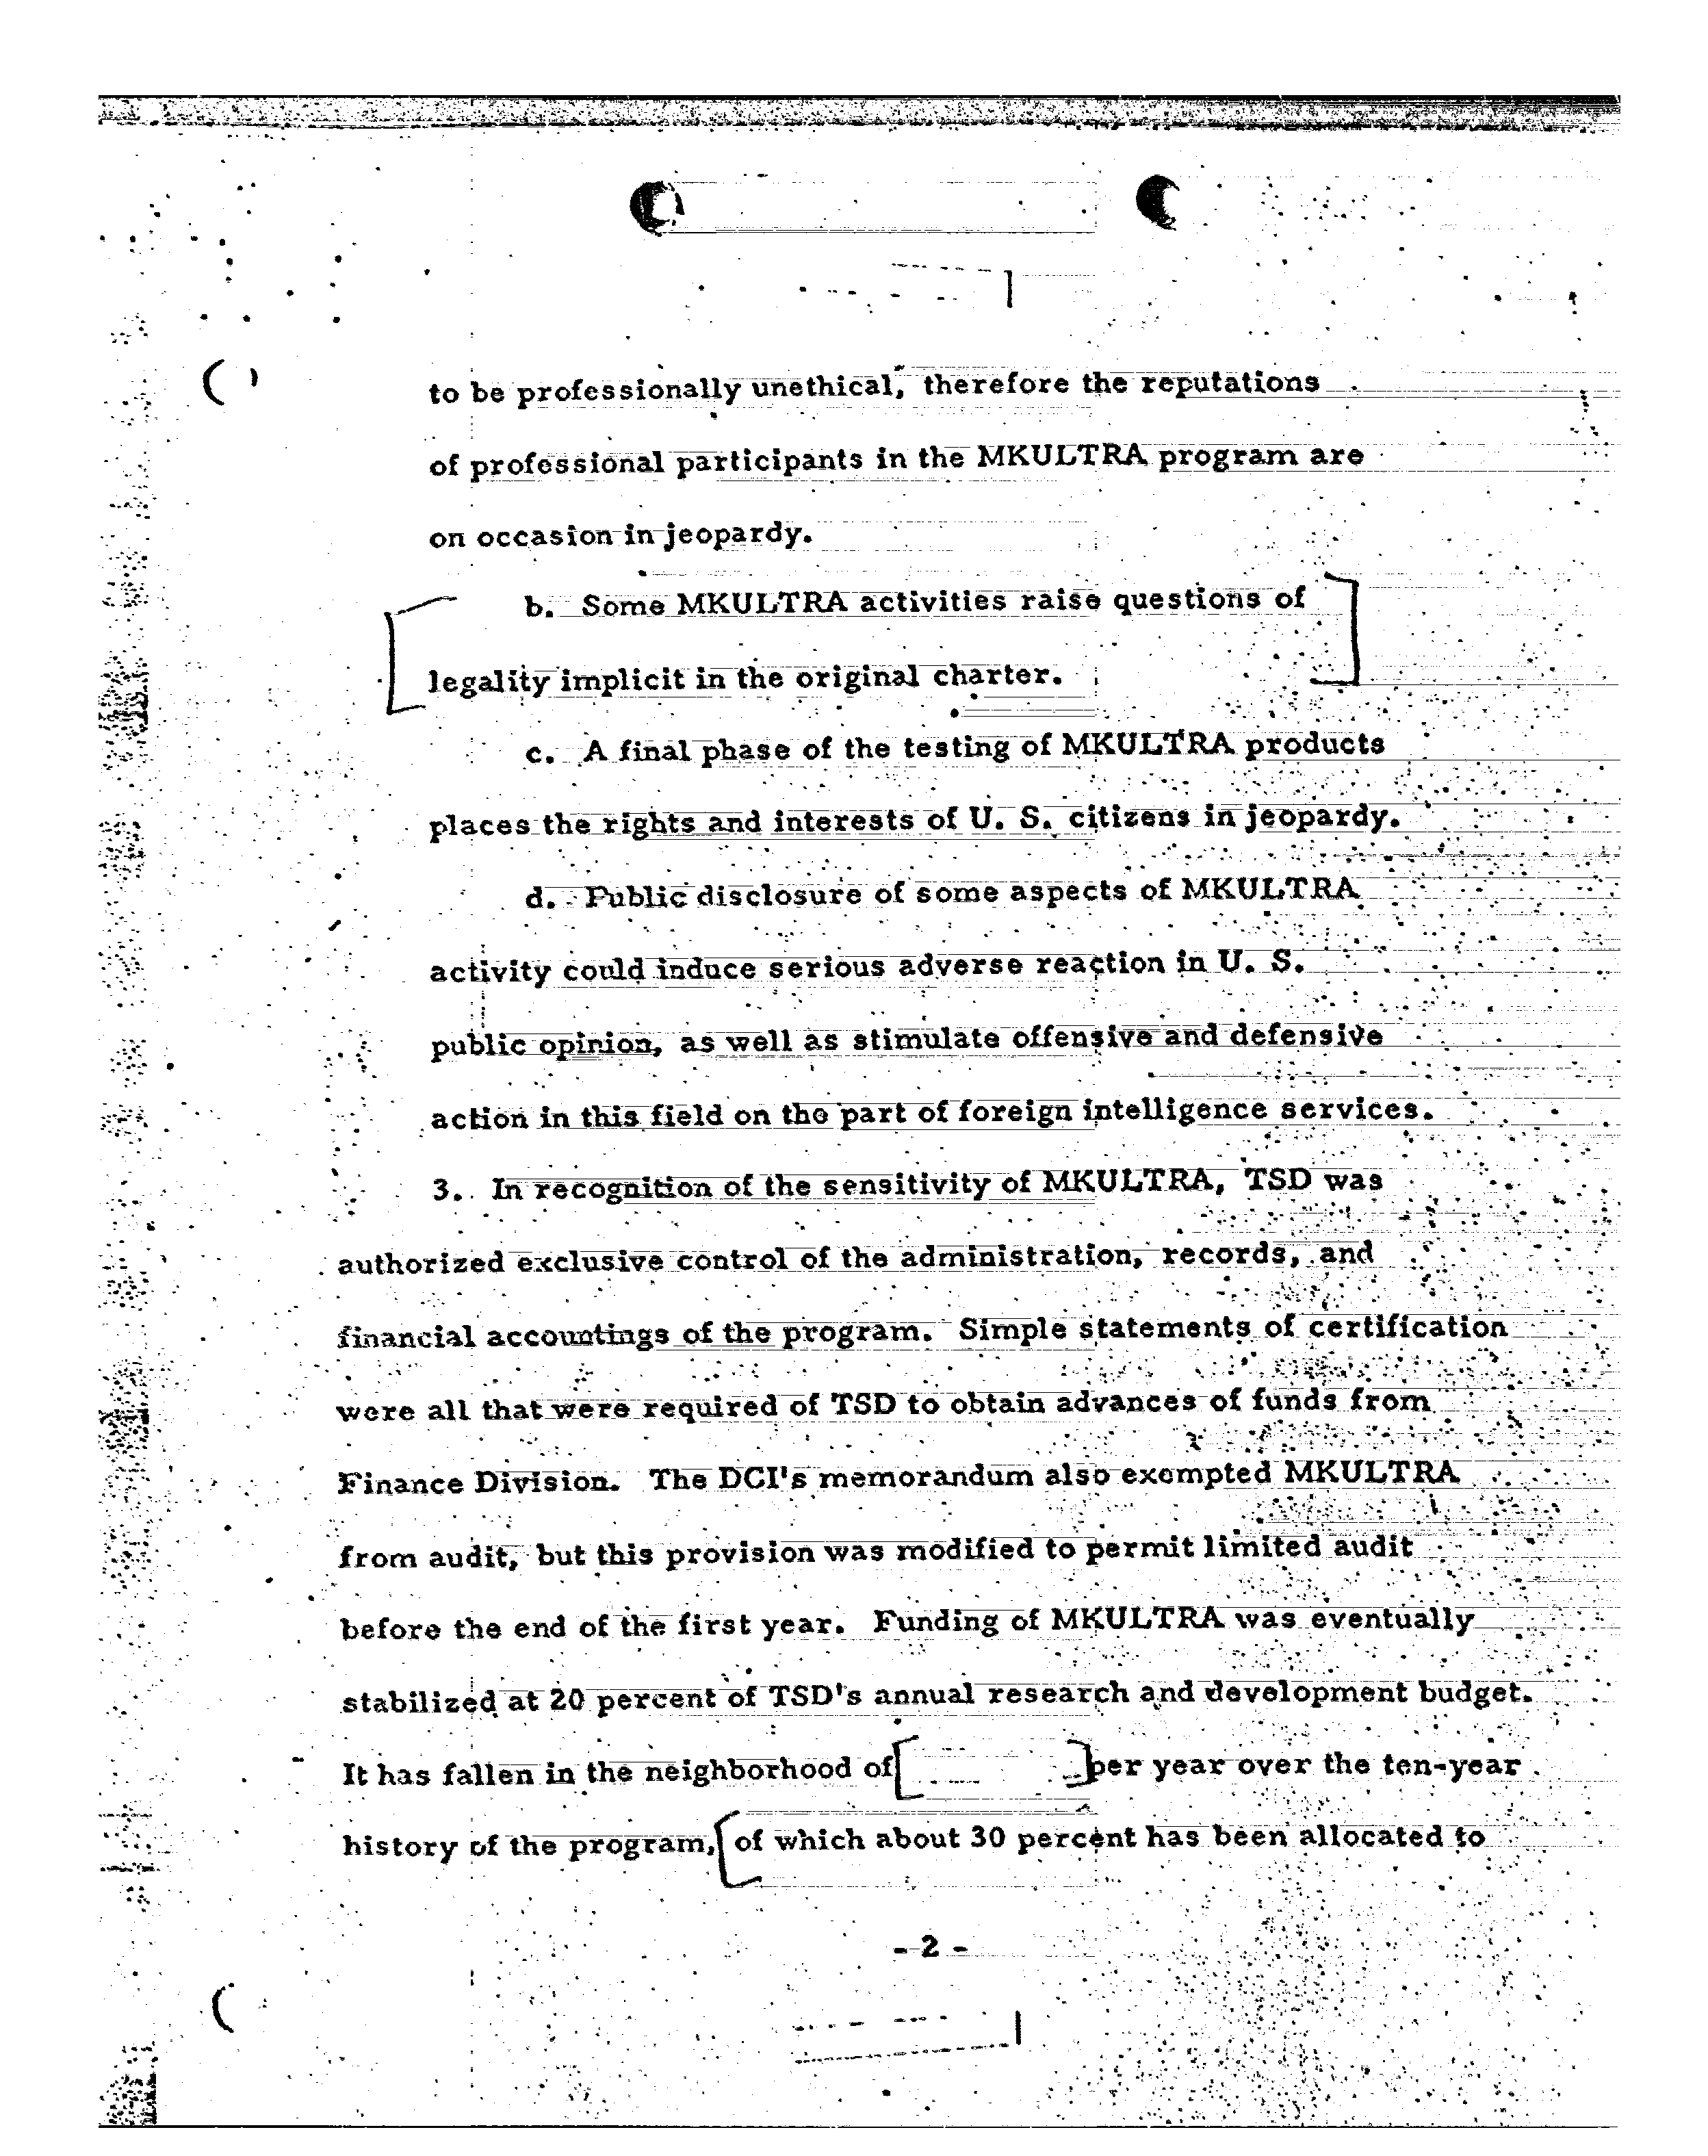 to be professionally unethical, therefore the reputations
of professional participants in the MKULTRA program are
on occasion in jeopardy.
b. Some MKULTRA activities raise questions of
legality implicit in the original charter.
c. A final phase of the testing of MKULTRA products
places the rights and interests of U. S. citizens in jeopardy.
d. Public disclosure of some aspects of MKULTRA
activity could induce serious adverse reaction in U. S.
public opinion, as well as stimulate offensive and defensive
action in this field on the part of foreign intelligence services.
3. In recognition of the sensitivity of MKULTRA, TSD was
authorized exclusive control of the administration, records, and
financial accountings of the program. Simple statements of certification
were all that were required of TSD to obtain advances of funds from
Finance Division. The DCI's memorandum also exempted MKULTRA
from audit, but this provision was modified to permit limited audit
before the end of the first year. Funding of MKULTRA was eventually
stabilized at 20 percent of TSD's annual research and development budget.
It has fallen in the neighborhood of [ ] per year over the ten-year
history of the program, [of which about 30 percent has been allocated to
- 2 -